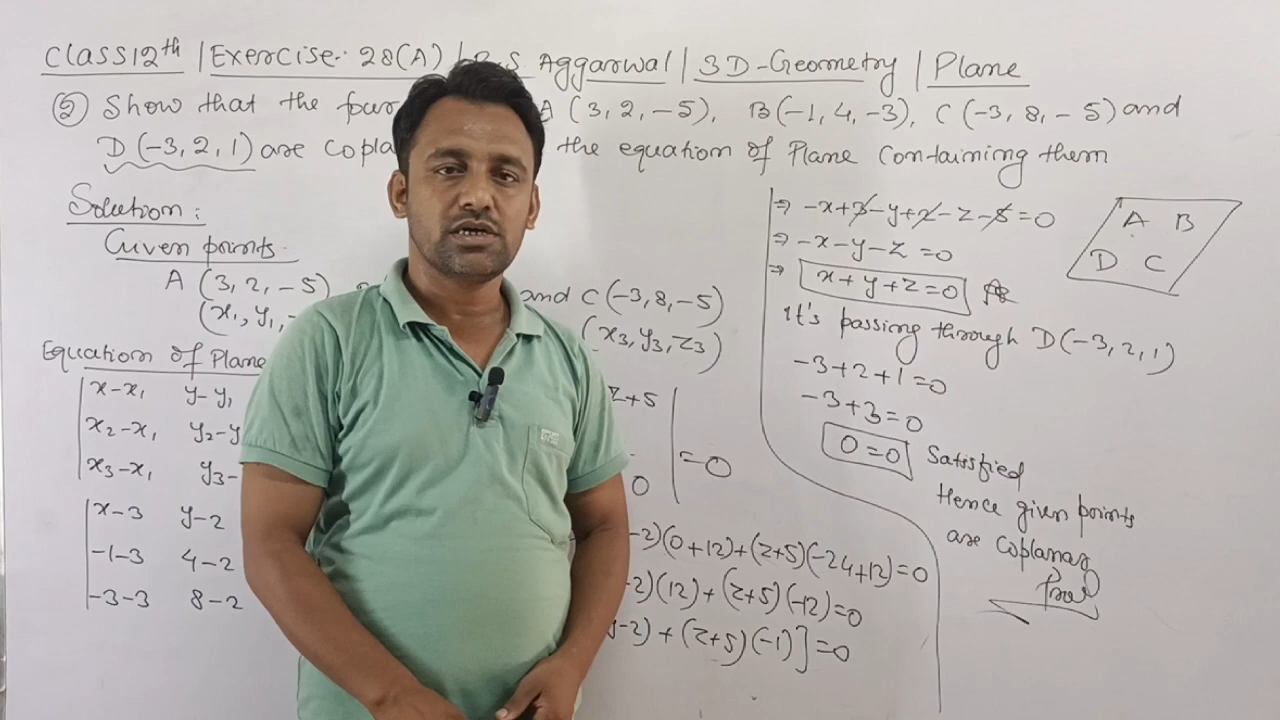 Class 12th | Exercise: 28(A) | R.S Aggarwal | 3D-Geometry | Plane
② Show that the four A (3, 2, -5), B(-1, 4, -3), C(-3, 8, -5) and
D(-3, 2, 1) are copla the equation of Plane Containing them
Solution:
Given points.
A (3, 2, -5) and C(-3, 8, -5)
(x₁, y₁, (x₃, y₃, z₃)
Equation of Plane
x-x₁ y-y₁
x₂-x₁ y₂-y
x₃-x₁ y₃-
x-3 y-2
-1-3 4-2
-3-3 8-2
z+5
0
=0
-2)(0+12)+(z+5)(-24+12)=0
-2)(12)+(z+5)(-12)=0
y-2)+(z+5)(-1)]=0
⇒ -x+3-y+2-z-5=0
⇒ -x-y-z=0
⇒ x+y+z=0
It's passing through D(-3, 2, 1)
-3+2+1=0
-3+3=0
0=0 Satisfied
Hence given points
are Coplanar
A B
D C